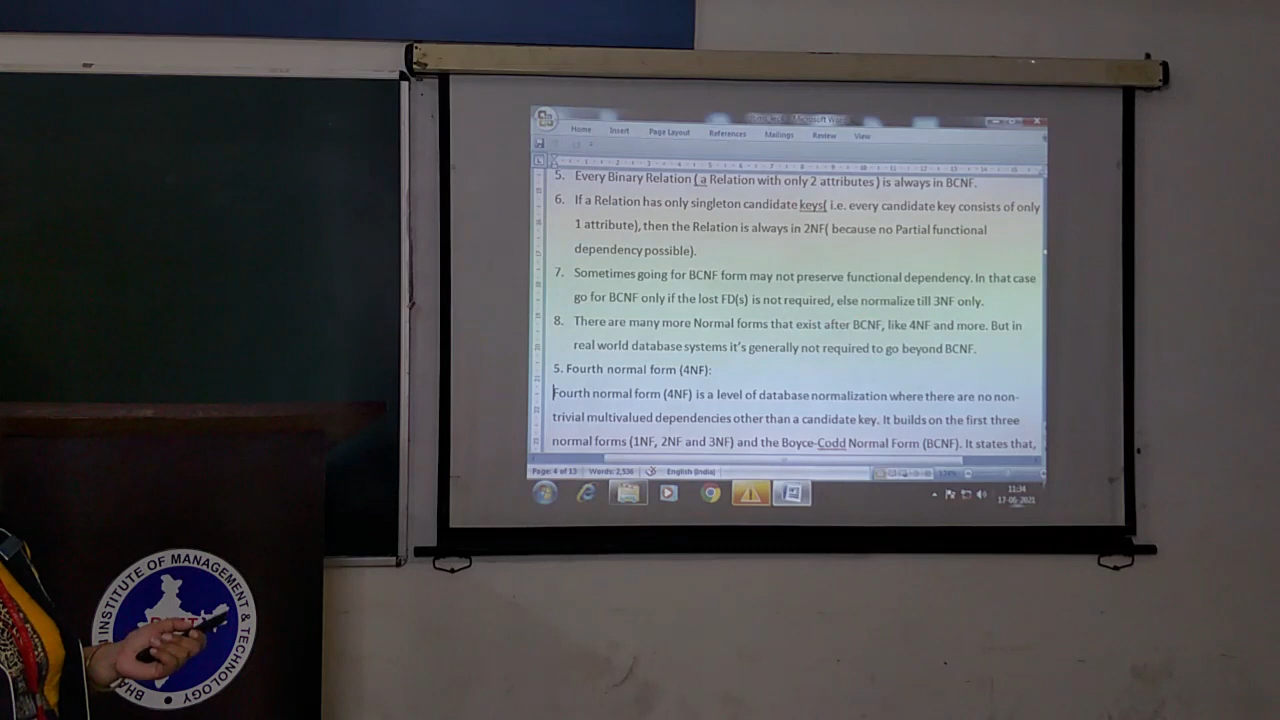 Microsoft Word
Home Insert Page Layout References Mailings Review View
5. Every Binary Relation ( a Relation with only 2 attributes ) is always in BCNF.
6. If a Relation has only singleton candidate keys( i.e. every candidate key consists of only
1 attribute), then the Relation is always in 2NF( because no Partial functional
dependency possible).
7. Sometimes going for BCNF form may not preserve functional dependency. In that case
go for BCNF only if the lost FD(s) is not required, else normalize till 3NF only.
8. There are many more Normal forms that exist after BCNF, like 4NF and more. But in
real world database systems it's generally not required to go beyond BCNF.
5. Fourth normal form (4NF):
Fourth normal form (4NF) is a level of database normalization where there are no non-
trivial multivalued dependencies other than a candidate key. It builds on the first three
normal forms (1NF, 2NF and 3NF) and the Boyce-Codd Normal Form (BCNF). It states that,
Page: 4 of 13 Words: 2,536 English (India)
11:34
17-06-2021
INSTITUTE OF MANAGEMENT & TECHNOLOGY